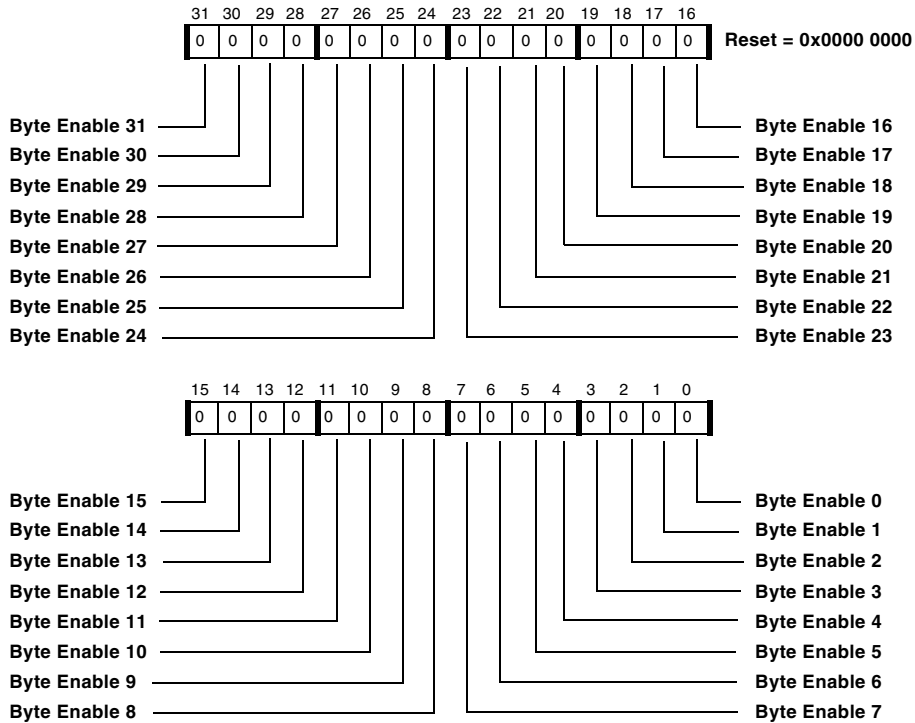 31 30 29 28 27 26 25 24 23 22 21 20 19 18 17 16
0 0 0 0 0 0 0 0 0 0 0 0 0 0 0 0 Reset = 0x0000 0000
Byte Enable 31 Byte Enable 16
Byte Enable 30 Byte Enable 17
Byte Enable 29 Byte Enable 18
Byte Enable 28 Byte Enable 19
Byte Enable 27 Byte Enable 20
Byte Enable 26 Byte Enable 21
Byte Enable 25 Byte Enable 22
Byte Enable 24 Byte Enable 23
15 14 13 12 11 10 9 8 7 6 5 4 3 2 1 0
0 0 0 0 0 0 0 0 0 0 0 0 0 0 0 0
Byte Enable 15 Byte Enable 0
Byte Enable 14 Byte Enable 1
Byte Enable 13 Byte Enable 2
Byte Enable 12 Byte Enable 3
Byte Enable 11 Byte Enable 4
Byte Enable 10 Byte Enable 5
Byte Enable 9 Byte Enable 6
Byte Enable 8 Byte Enable 7